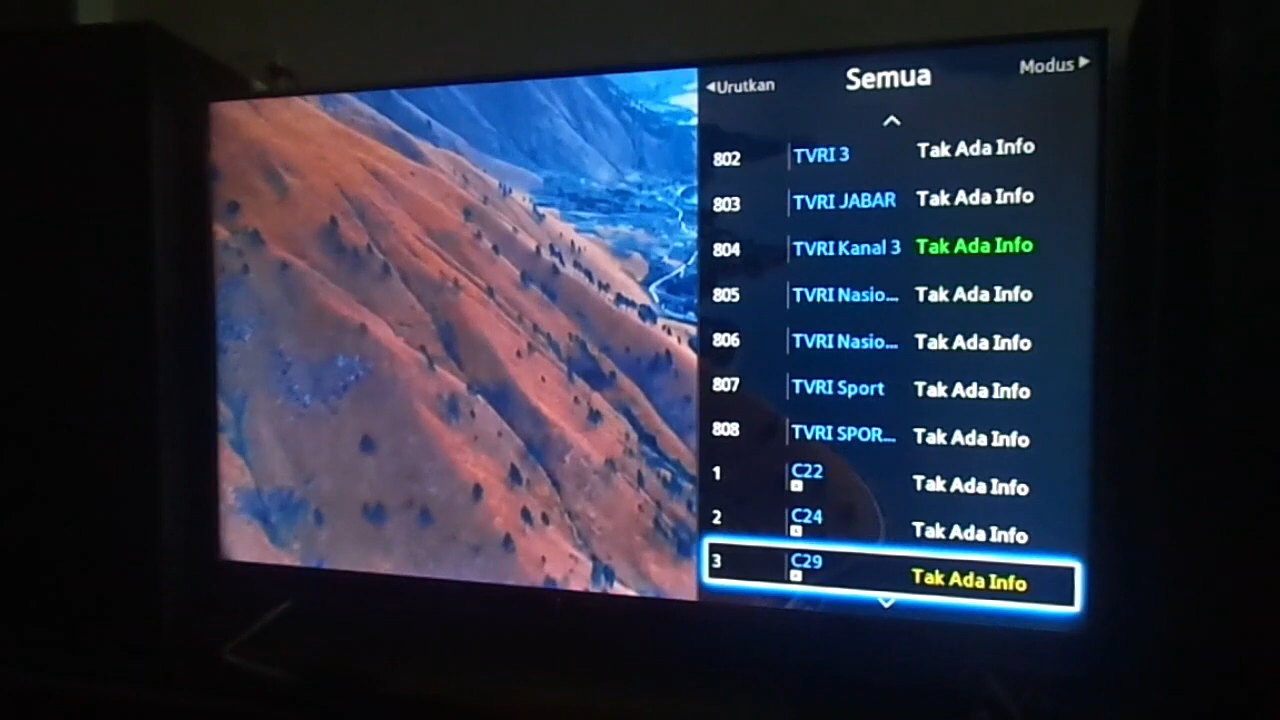 Urutkan Semua Modus
802 TVRI 3 Tak Ada Info
803 TVRI JABAR Tak Ada Info
804 TVRI Kanal 3 Tak Ada Info
805 TVRI Nasio... Tak Ada Info
806 TVRI Nasio... Tak Ada Info
807 TVRI Sport Tak Ada Info
808 TVRI SPOR... Tak Ada Info
1 C22 Tak Ada Info
2 C24 Tak Ada Info
3 C29 Tak Ada Info